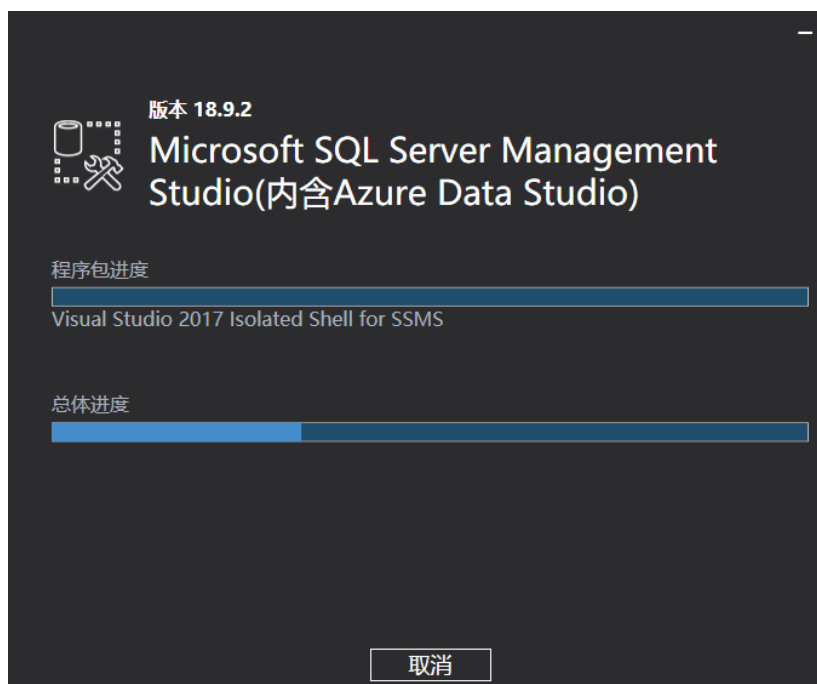 版本 18.9.2
Microsoft SQL Server Management
Studio(内含Azure Data Studio)
程序包进度
Visual Studio 2017 Isolated Shell for SSMS
总体进度
取消